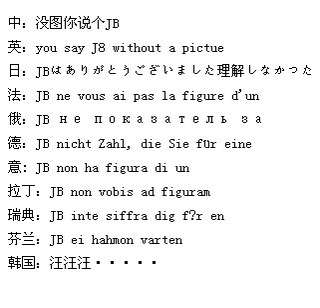 中：没图你说个JB
英：you say J8 without a pictue
日：JBはありがとうございました理解しなかつた
法：JB ne vous ai pas la figure d'un
俄：JB не показатель за
德：JB nicht Zahl, die Sie für eine
意：JB non ha figura di un
拉丁：JB non vobis ad figuram
瑞典：JB inte siffra dig f?r en
芬兰：JB ei hahmon varten
韩国：汪汪汪·····